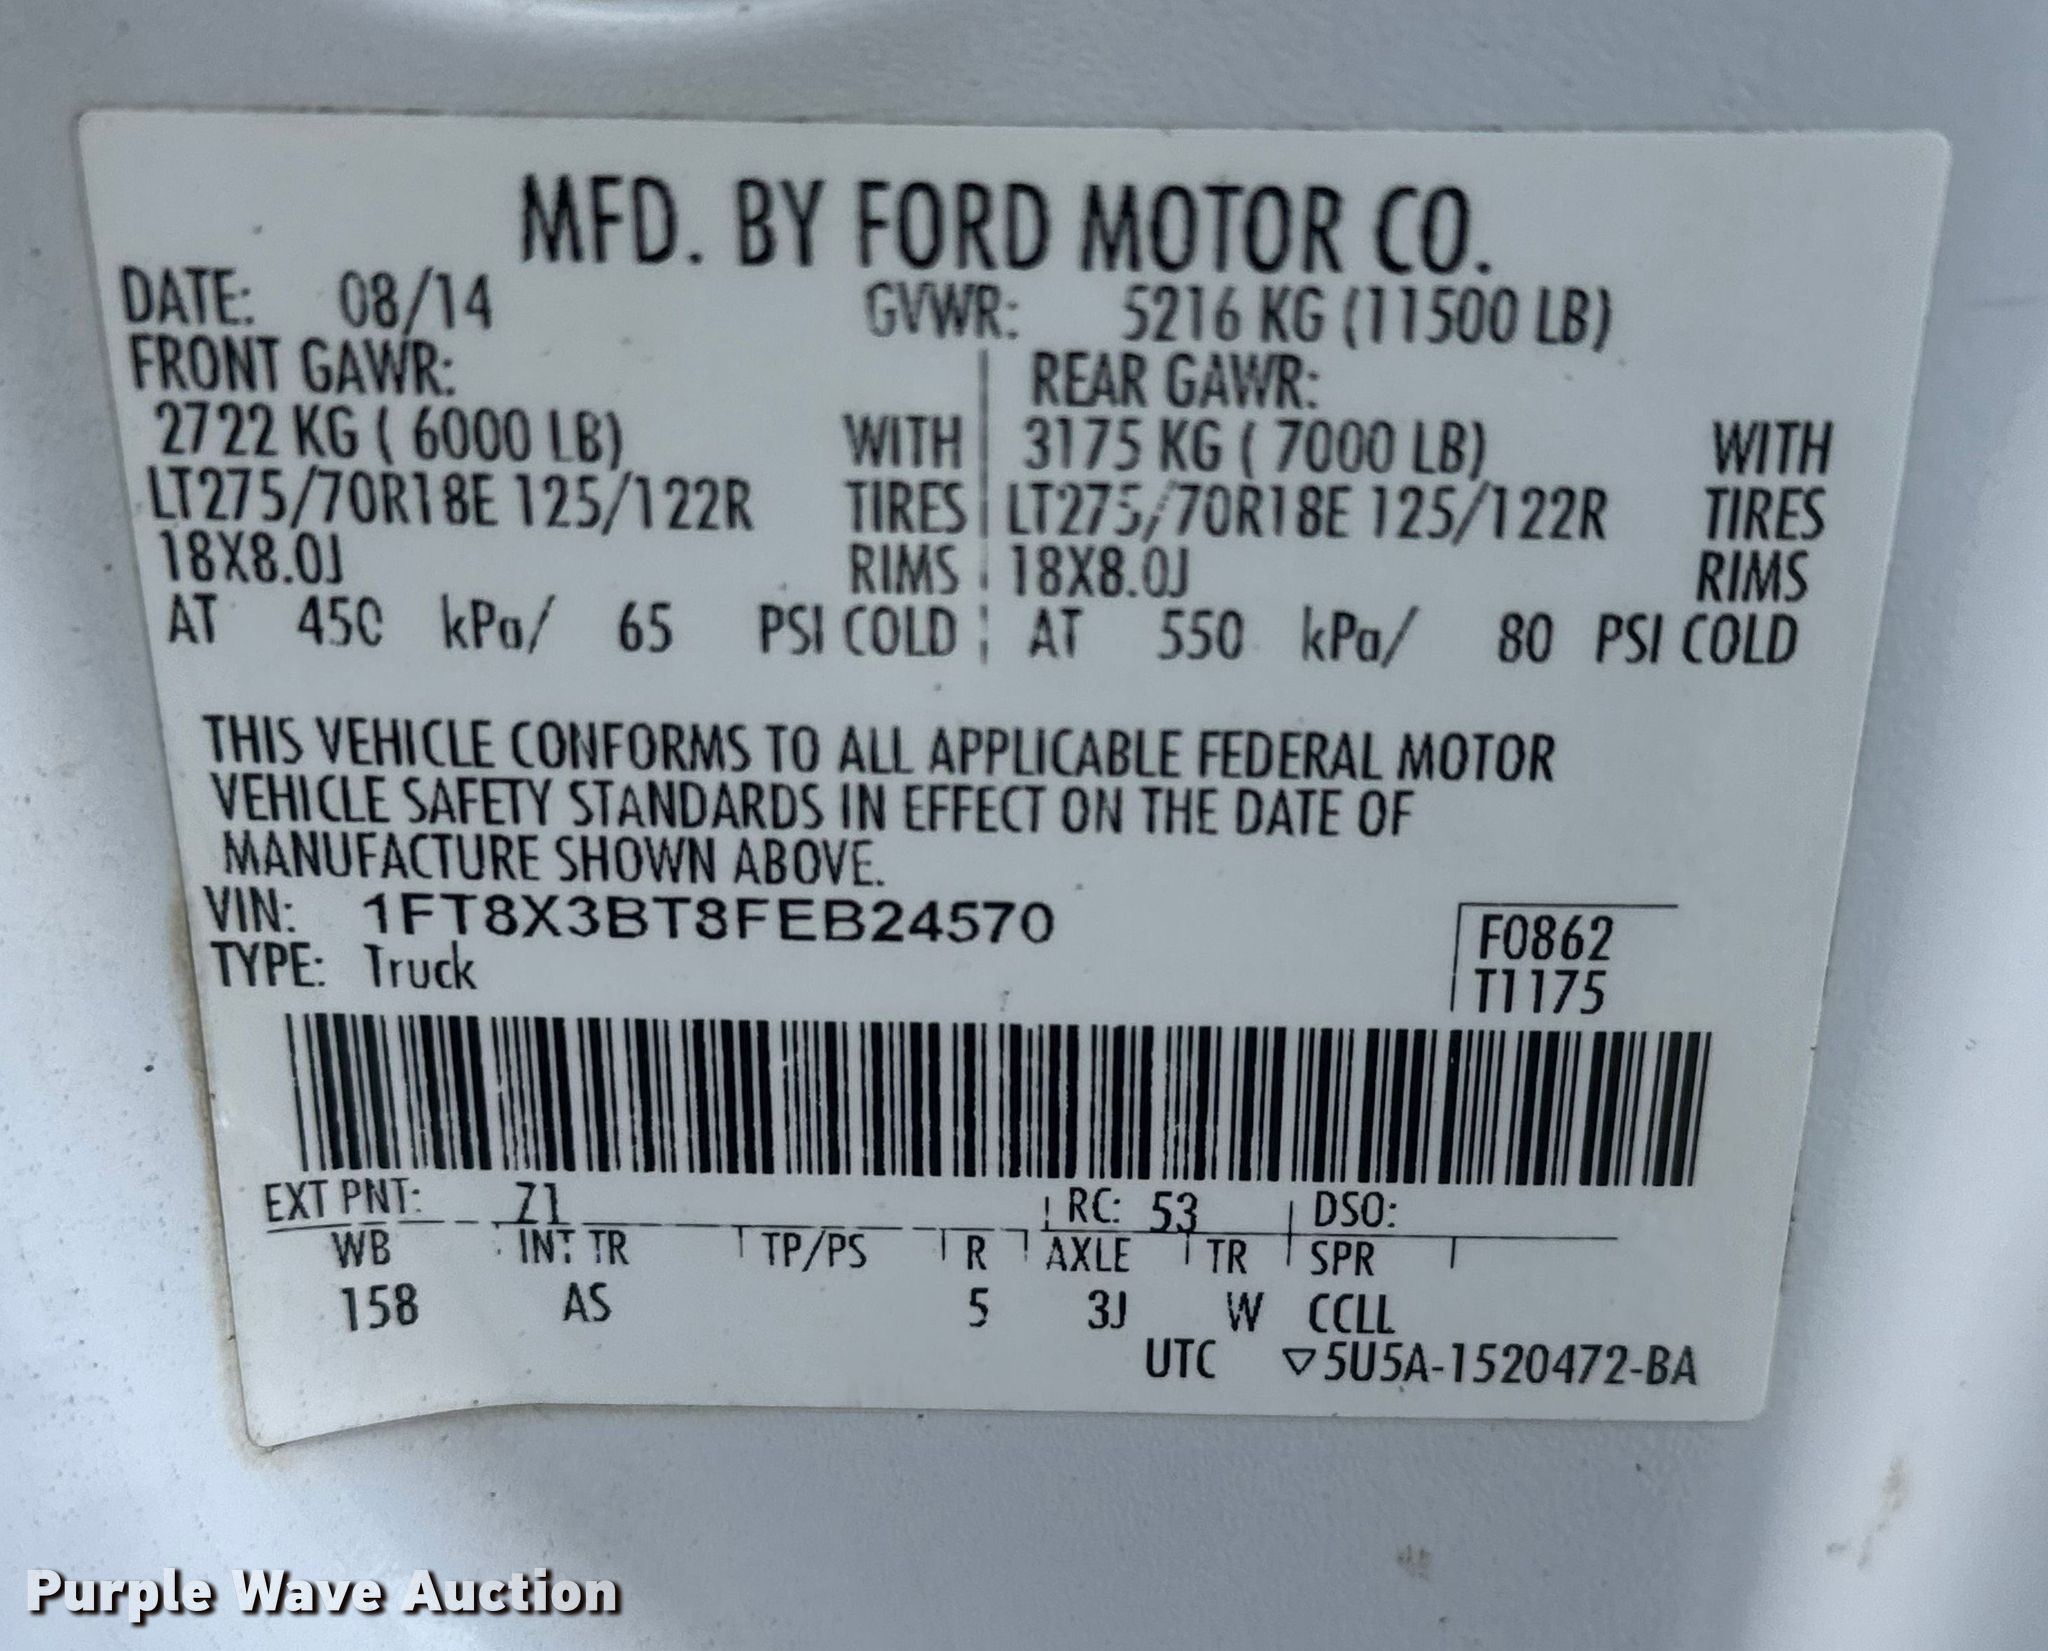 MFD. BY FORD MOTOR CO.
DATE: 08/14 GVWR: 5216 KG (11500 LB)
FRONT GAWR: REAR GAWR:
2722 KG ( 6000 LB) WITH 3175 KG ( 7000 LB) WITH
LT275/70R18E 125/122R TIRES LT275/70R18E 125/122R TIRES
18X8.0J RIMS 18X8.0J RIMS
AT 450 kPa/ 65 PSI COLD AT 550 kPa/ 80 PSI COLD
THIS VEHICLE CONFORMS TO ALL APPLICABLE FEDERAL MOTOR
VEHICLE SAFETY STANDARDS IN EFFECT ON THE DATE OF
MANUFACTURE SHOWN ABOVE.
VIN: 1FT8X3BT8FEB24570 F0862
TYPE: Truck T1175
EXT PNT: Z1 RC: 53 DSO:
WB INT TR TP/PS R AXLE TR SPR
158 AS 5 3J W CCLL
UTC ▽5U5A-1520472-BA
Purple Wave Auction